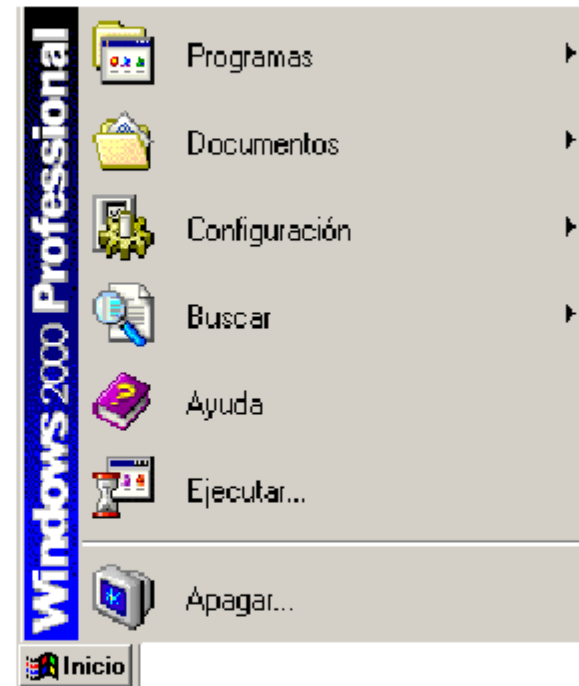 Windows 2000 Professional
Programas
Documentos
Configuración
Buscar
Ayuda
Ejecutar...
Apagar...
Inicio